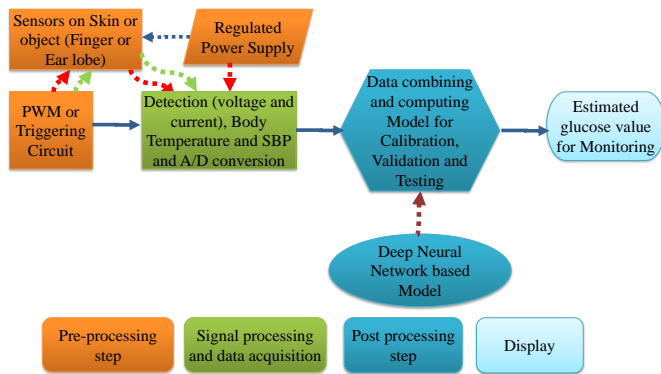 Sensors on Skin or
object (Finger or
Ear lobe)
Regulated
Power Supply
PWM or
Triggering
Circuit
Detection (voltage and
current), Body
Temperature and SBP
and A/D conversion
Data combining
and computing
Model for
Calibration,
Validation and
Testing
Estimated
glucose value
for Monitoring
Deep Neural
Network based
Model
Pre-processing
step
Signal processing
and data acquisition
Post processing
step
Display